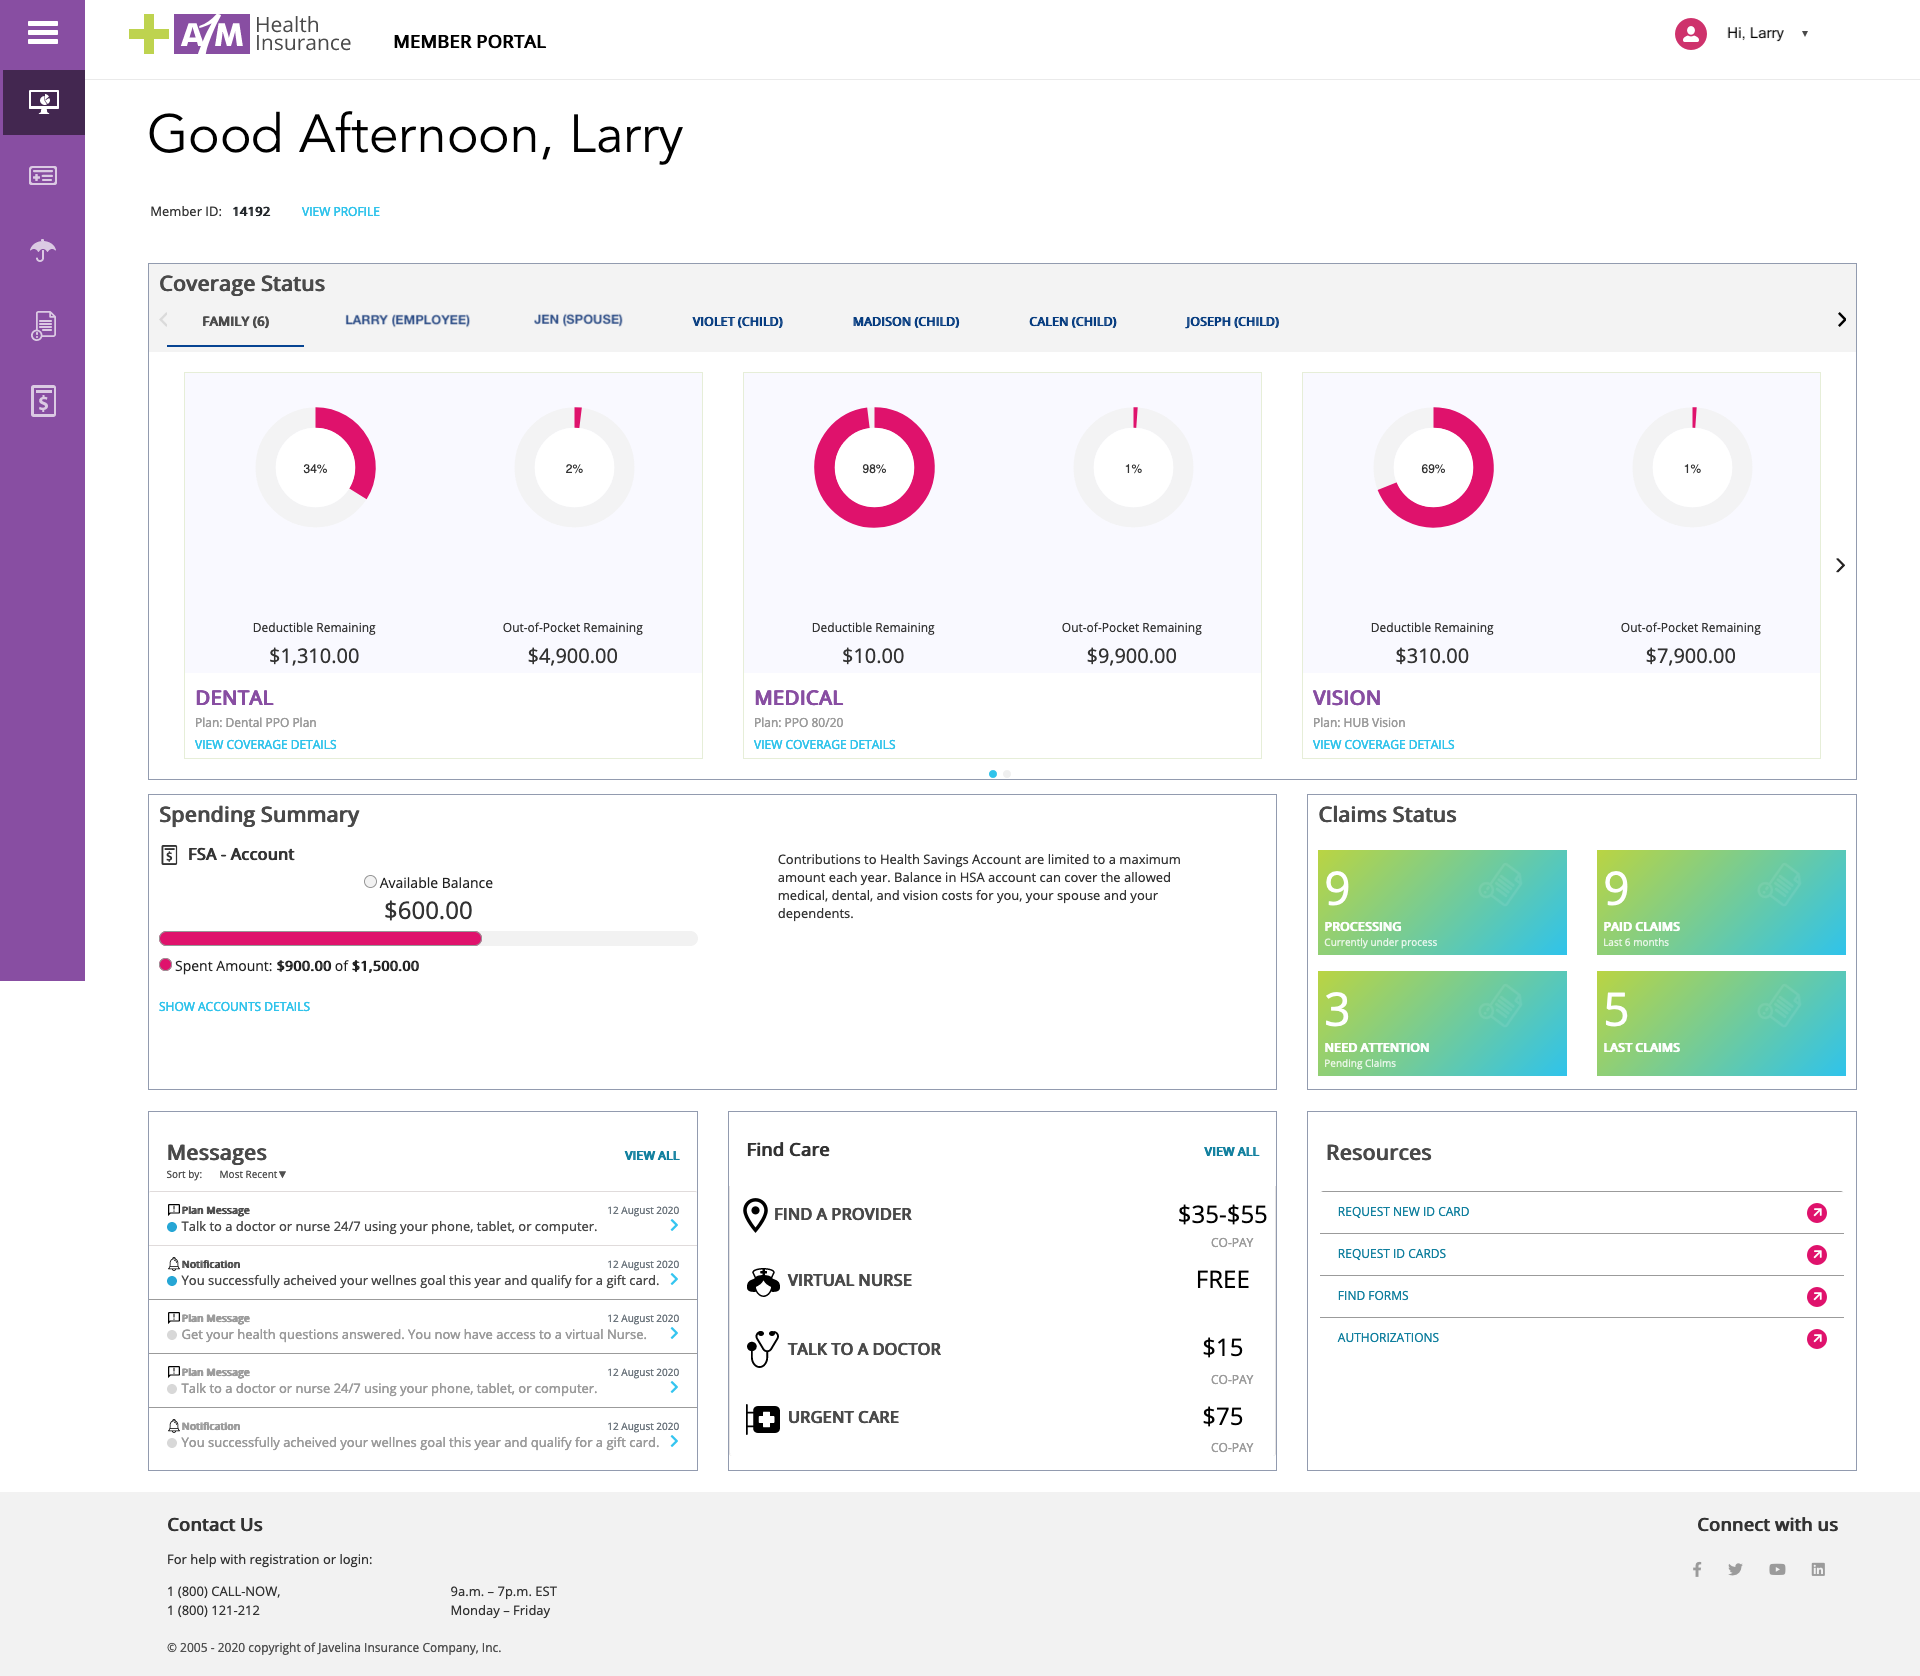 A1M Health Insurance
MEMBER PORTAL
Hi, Larry ▼
Good Afternoon, Larry
Member ID: 14192 VIEW PROFILE
Coverage Status
FAMILY (6) LARRY (EMPLOYEE) JEN (SPOUSE) VIOLET (CHILD) MADISON (CHILD) CALEN (CHILD) JOSEPH (CHILD)
34% 2% 98% 1% 69% 1%
Deductible Remaining Out-of-Pocket Remaining Deductible Remaining Out-of-Pocket Remaining Deductible Remaining Out-of-Pocket Remaining
$1,310.00 $4,900.00 $10.00 $9,900.00 $310.00 $7,900.00
DENTAL MEDICAL VISION
Plan: Dental PPO Plan Plan: PPO 80/20 Plan: HUB Vision
VIEW COVERAGE DETAILS VIEW COVERAGE DETAILS VIEW COVERAGE DETAILS
Spending Summary
FSA - Account
Available Balance
$600.00
Spent Amount: $900.00 of $1,500.00
SHOW ACCOUNTS DETAILS
Contributions to Health Savings Account are limited to a maximum
amount each year. Balance in HSA account can cover the allowed
medical, dental, and vision costs for you, your spouse and your
dependents.
Claims Status
9
PROCESSING
Currently under process
9
PAID CLAIMS
Last 6 months
3
NEED ATTENTION
Pending Claims
5
LAST CLAIMS
Messages VIEW ALL
Sort by: Most Recent▼
Plan Message 12 August 2020
Talk to a doctor or nurse 24/7 using your phone, tablet, or computer.
Notification 12 August 2020
You successfully acheived your wellnes goal this year and qualify for a gift card.
Plan Message 12 August 2020
Get your health questions answered. You now have access to a virtual Nurse.
Plan Message 12 August 2020
Talk to a doctor or nurse 24/7 using your phone, tablet, or computer.
Notification 12 August 2020
You successfully acheived your wellnes goal this year and qualify for a gift card.
Find Care VIEW ALL
FIND A PROVIDER $35-$55
CO-PAY
VIRTUAL NURSE FREE
TALK TO A DOCTOR $15
CO-PAY
URGENT CARE $75
CO-PAY
Resources
REQUEST NEW ID CARD
REQUEST ID CARDS
FIND FORMS
AUTHORIZATIONS
Contact Us
For help with registration or login:
1 (800) CALL-NOW, 9a.m. – 7p.m. EST
1 (800) 121-212 Monday – Friday
© 2005 - 2020 copyright of Javelina Insurance Company, Inc.
Connect with us